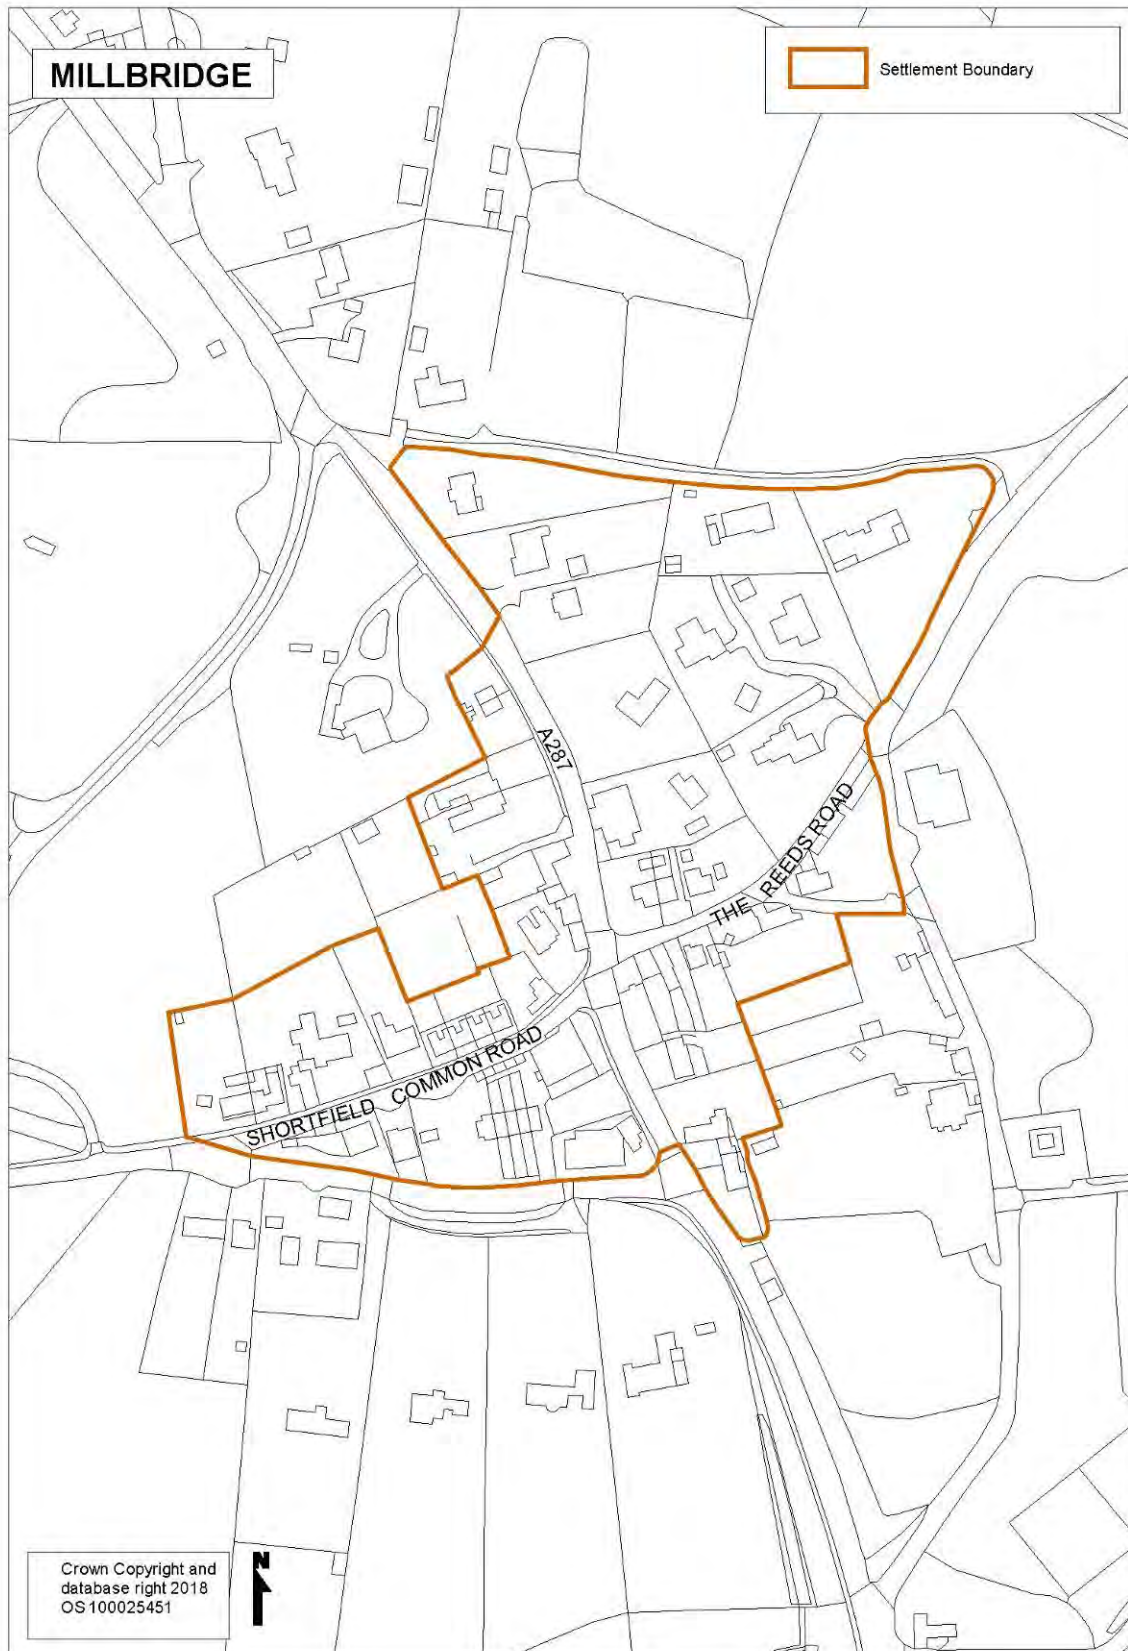 MILLBRIDGE
Settlement Boundary
A287
THE REEDS ROAD
SHORTFIELD COMMON ROAD
Crown Copyright and
database right 2018
OS 100025451
N